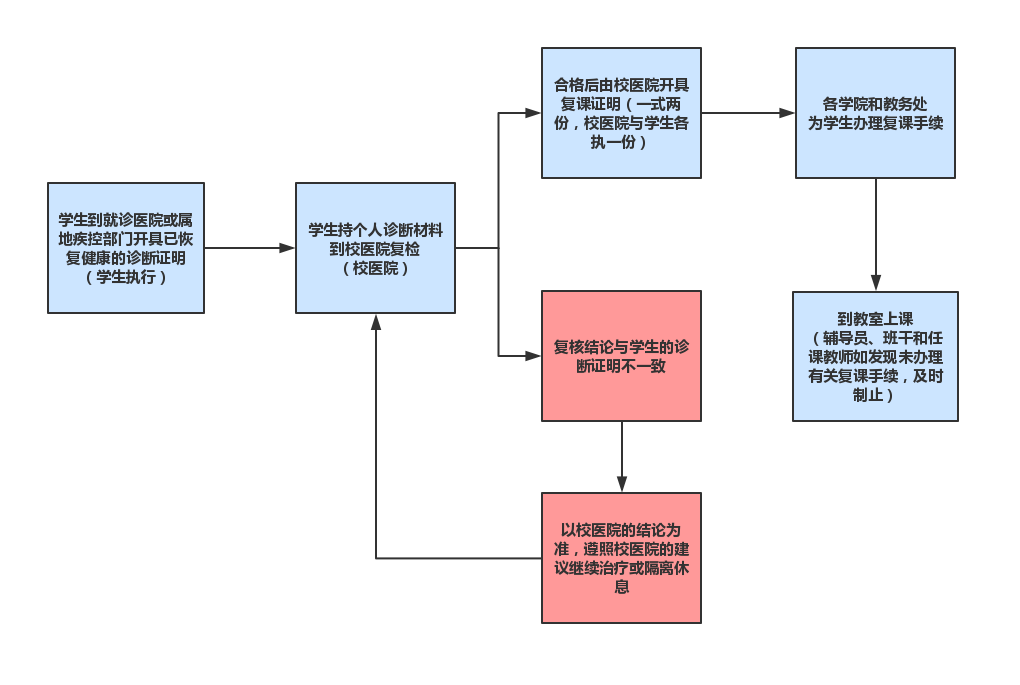 学生到就诊医院或属
地疾控部门开具已恢
复健康的诊断证明
（学生执行）
学生持个人诊断材料
到校医院复检
（校医院）
合格后由校医院开具
复课证明（一式两
份，校医院与学生各
执一份）
各学院和教务处
为学生办理复课手续
到教室上课
（辅导员、班干和任
课教师如发现未办理
有关复课手续，及时
制止）
复核结论与学生的诊
断证明不一致
以校医院的结论为
准，遵照校医院的建
议继续治疗或隔离休
息